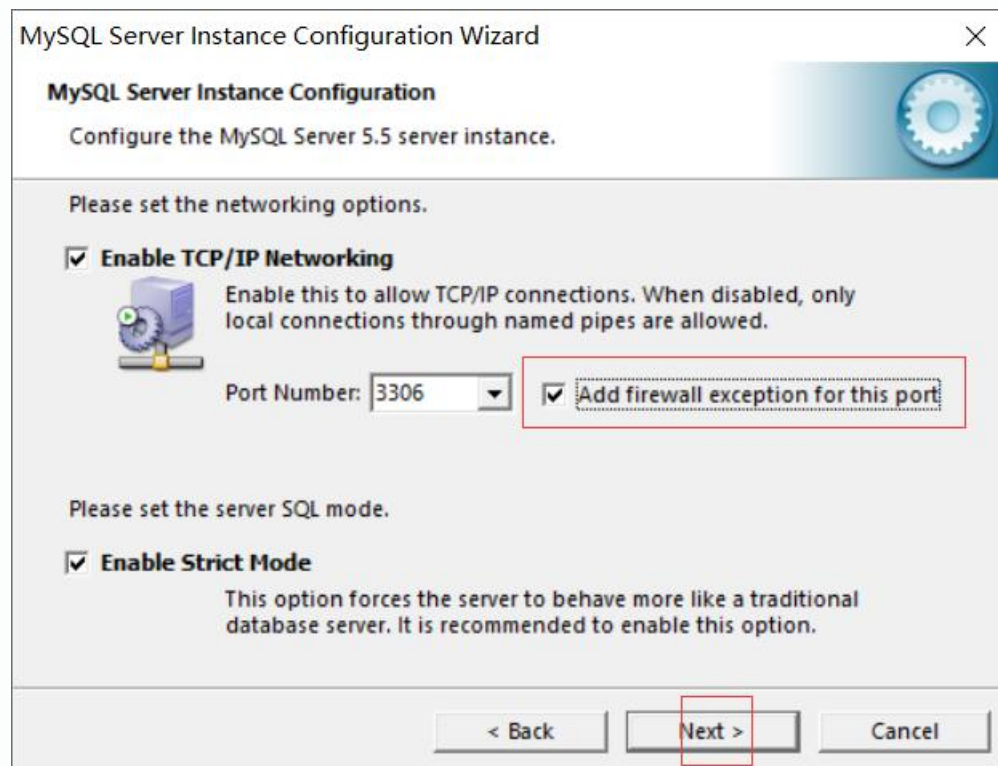 MySQL Server Instance Configuration Wizard
MySQL Server Instance Configuration
Configure the MySQL Server 5.5 server instance.
Please set the networking options.
Enable TCP/IP Networking
Enable this to allow TCP/IP connections. When disabled, only
local connections through named pipes are allowed.
Port Number: 3306 Add firewall exception for this port
Please set the server SQL mode.
Enable Strict Mode
This option forces the server to behave more like a traditional
database server. It is recommended to enable this option.
< Back Next > Cancel